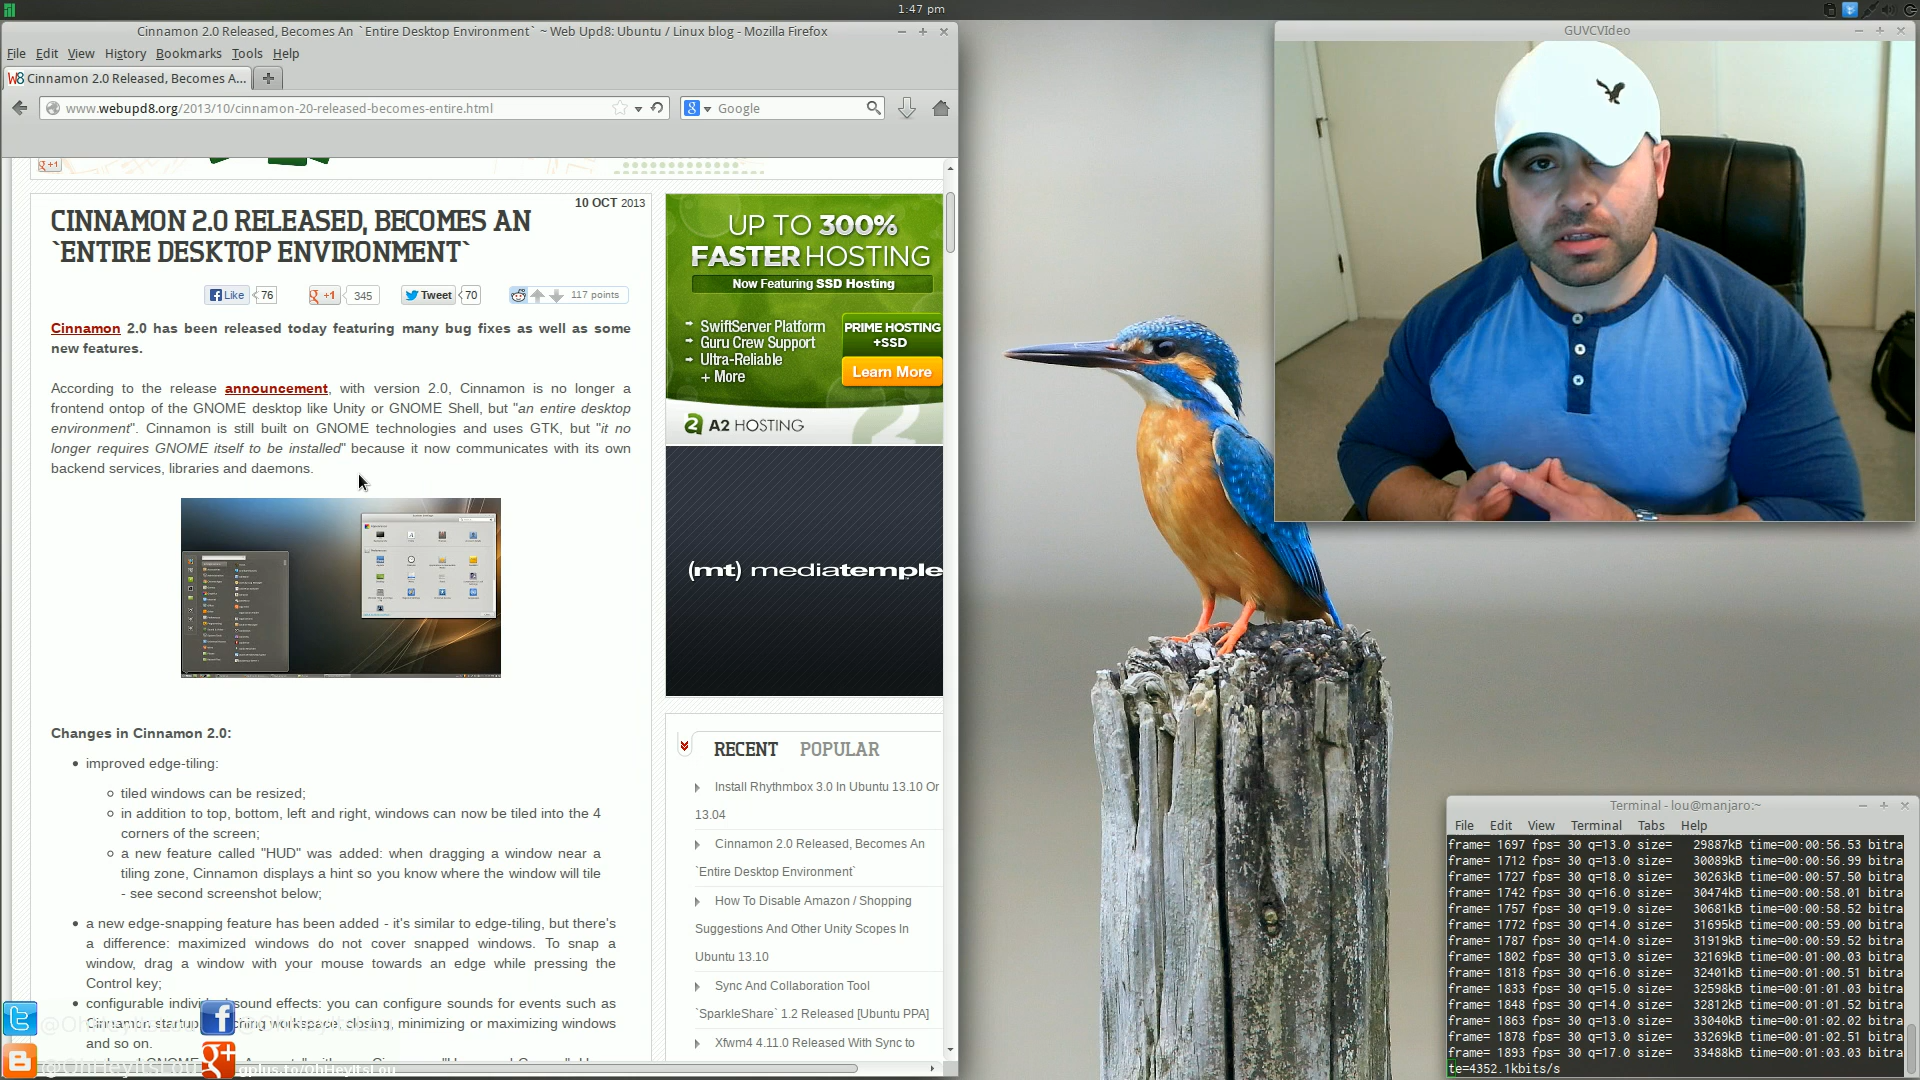 1:47 pm
Cinnamon 2.0 Released, Becomes An `Entire Desktop Environment` ~ Web Upd8: Ubuntu / Linux blog - Mozilla Firefox
File Edit View History Bookmarks Tools Help
W8 Cinnamon 2.0 Released, Becomes A...
www.webupd8.org/2013/10/cinnamon-20-released-becomes-entire.html
Google
g+1
10 OCT 2013
CINNAMON 2.0 RELEASED, BECOMES AN
`ENTIRE DESKTOP ENVIRONMENT`
Like 76 +1 345 Tweet 70 117 points
Cinnamon 2.0 has been released today featuring many bug fixes as well as some
new features.
According to the release announcement, with version 2.0, Cinnamon is no longer a
frontend ontop of the GNOME desktop like Unity or GNOME Shell, but "an entire desktop
environment". Cinnamon is still built on GNOME technologies and uses GTK, but "it no
longer requires GNOME itself to be installed" because it now communicates with its own
backend services, libraries and daemons.
Changes in Cinnamon 2.0:
improved edge-tiling:
tiled windows can be resized;
in addition to top, bottom, left and right, windows can now be tiled into the 4
corners of the screen;
a new feature called "HUD" was added: when dragging a window near a
tiling zone, Cinnamon displays a hint so you know where the window will tile
- see second screenshot below;
a new edge-snapping feature has been added - it's similar to edge-tiling, but there's
a difference: maximized windows do not cover snapped windows. To snap a
window, drag a window with your mouse towards an edge while pressing the
Control key;
configurable sound effects: you can configure sounds for events such as
Cinnamon startup, workspace, closing, minimizing or maximizing windows
and so on.
@OhHeyItsLou
gplus.to/OhHeyItsLou
UP TO 300%
FASTER HOSTING
Now Featuring SSD Hosting
SwiftServer Platform
Guru Crew Support
Ultra-Reliable
+ More
PRIME HOSTING
+SSD
Learn More
A2 HOSTING
(mt) mediatemple
RECENT POPULAR
Install Rhythmbox 3.0 In Ubuntu 13.10 Or
13.04
Cinnamon 2.0 Released, Becomes An
`Entire Desktop Environment`
How To Disable Amazon / Shopping
Suggestions And Other Unity Scopes In
Ubuntu 13.10
Sync And Collaboration Tool
`SparkleShare` 1.2 Released [Ubuntu PPA]
Xfwm4 4.11.0 Released With Sync to
GUVCVIdeo
Terminal - lou@manjaro:~
File Edit View Terminal Tabs Help
frame= 1697 fps= 30 q=13.0 size= 29887kB time=00:00:56.53 bitra
frame= 1712 fps= 30 q=13.0 size= 30089kB time=00:00:56.99 bitra
frame= 1727 fps= 30 q=18.0 size= 30263kB time=00:00:57.50 bitra
frame= 1742 fps= 30 q=16.0 size= 30474kB time=00:00:58.01 bitra
frame= 1757 fps= 30 q=19.0 size= 30681kB time=00:00:58.52 bitra
frame= 1772 fps= 30 q=14.0 size= 31695kB time=00:00:59.00 bitra
frame= 1787 fps= 30 q=14.0 size= 31919kB time=00:00:59.52 bitra
frame= 1802 fps= 30 q=13.0 size= 32169kB time=00:01:00.03 bitra
frame= 1818 fps= 30 q=16.0 size= 32401kB time=00:01:00.51 bitra
frame= 1833 fps= 30 q=15.0 size= 32598kB time=00:01:01.03 bitra
frame= 1848 fps= 30 q=14.0 size= 32812kB time=00:01:01.52 bitra
frame= 1863 fps= 30 q=13.0 size= 33040kB time=00:01:02.02 bitra
frame= 1878 fps= 30 q=13.0 size= 33269kB time=00:01:02.51 bitra
frame= 1893 fps= 30 q=17.0 size= 33488kB time=00:01:03.03 bitra
te=4352.1kbits/s